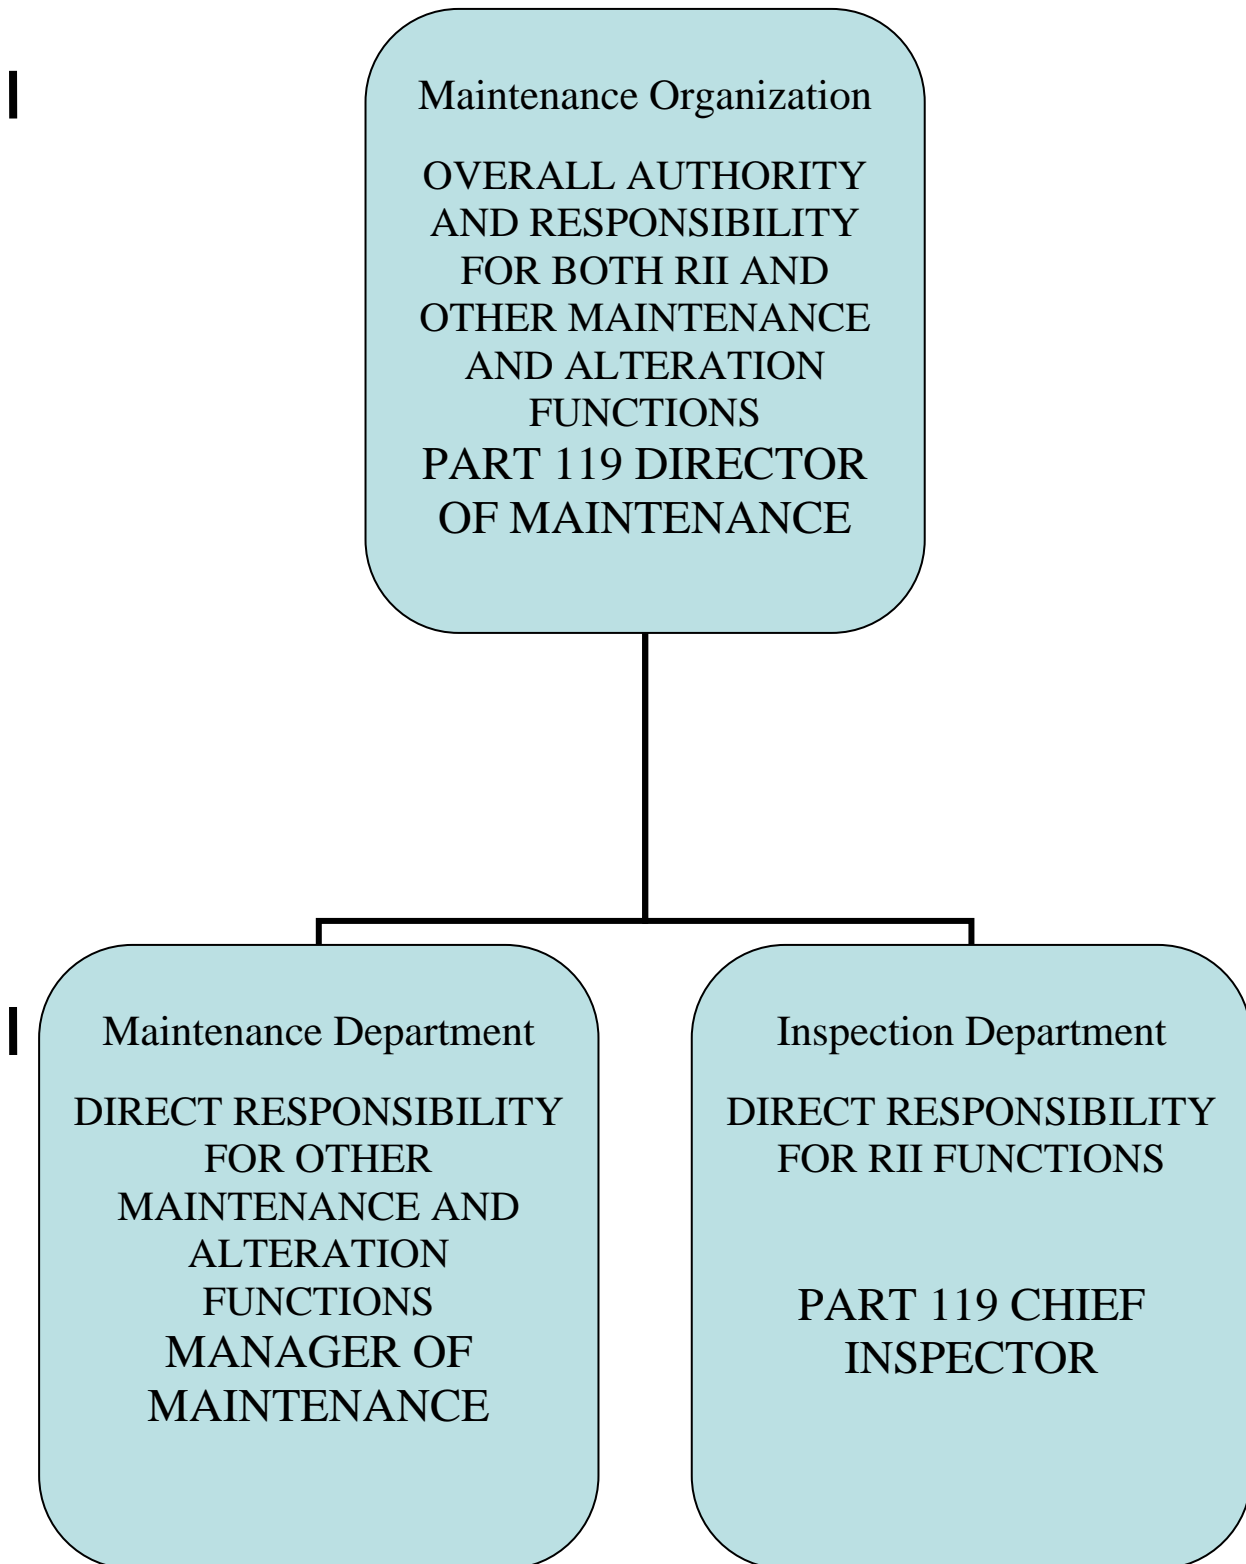 Maintenance Organization
OVERALL AUTHORITY
AND RESPONSIBILITY
FOR BOTH RII AND
OTHER MAINTENANCE
AND ALTERATION
FUNCTIONS
PART 119 DIRECTOR
OF MAINTENANCE
Maintenance Department
DIRECT RESPONSIBILITY
FOR OTHER
MAINTENANCE AND
ALTERATION
FUNCTIONS
MANAGER OF
MAINTENANCE
Inspection Department
DIRECT RESPONSIBILITY
FOR RII FUNCTIONS
PART 119 CHIEF
INSPECTOR